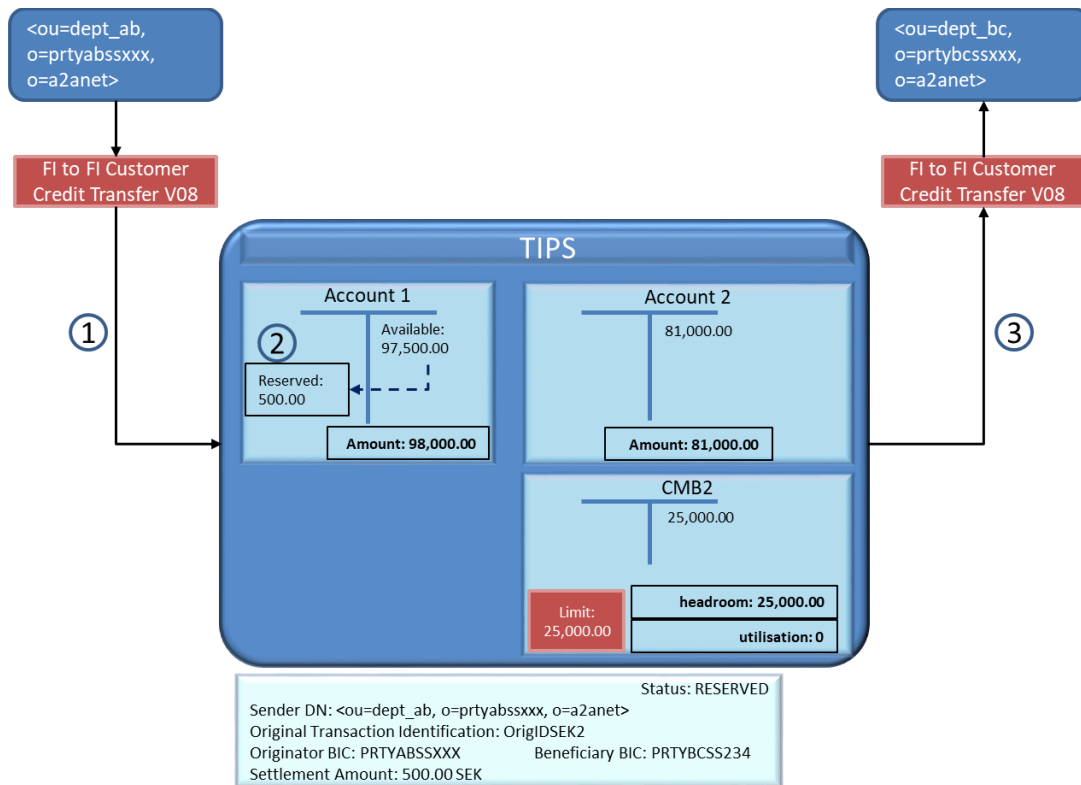 <ou=dept_ab,
o=prtyabssxxx,
o=a2anet>
<ou=dept_bc,
o=prtybcssxxx,
o=a2anet>
FI to FI Customer
Credit Transfer V08
FI to FI Customer
Credit Transfer V08
TIPS
1
Account 1
2
Available:
97,500.00
Reserved:
500.00
Amount: 98,000.00
Account 2
81,000.00
Amount: 81,000.00
3
CMB2
25,000.00
Limit:
25,000.00
headroom: 25,000.00
utilisation: 0
Status: RESERVED
Sender DN: <ou=dept_ab, o=prtyabssxxx, o=a2anet>
Original Transaction Identification: OrigIDSEK2
Originator BIC: PRTYABSSXXX Beneficiary BIC: PRTYBCSS234
Settlement Amount: 500.00 SEK